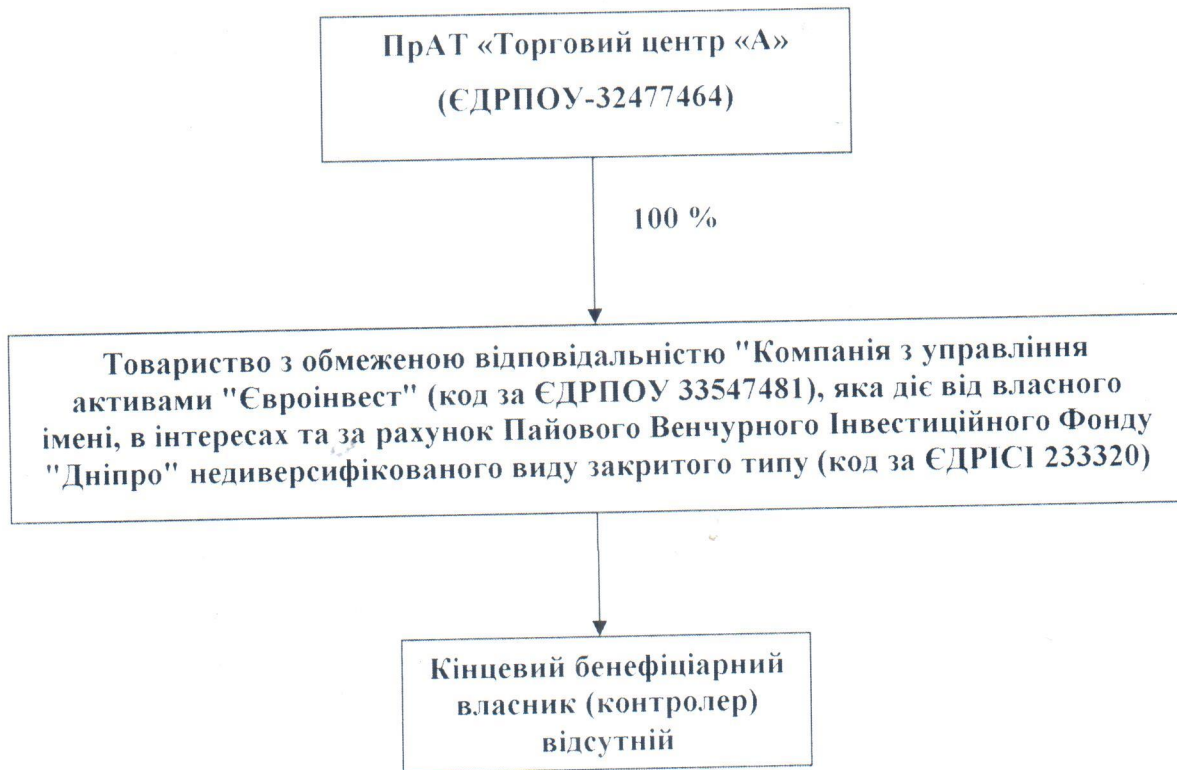 ПрАТ «Торговий центр «А»
(ЄДРПОУ-32477464)
100 %
Товариство з обмеженою відповідальністю "Компанія з управління
активами "Євроінвест" (код за ЄДРПОУ 33547481), яка діє від власного
імені, в інтересах та за рахунок Пайового Венчурного Інвестиційного Фонду
"Дніпро" недиверсифікованого виду закритого типу (код за ЄДРІСІ 233320)
Кінцевий бенефіціарний
власник (контролер)
відсутній